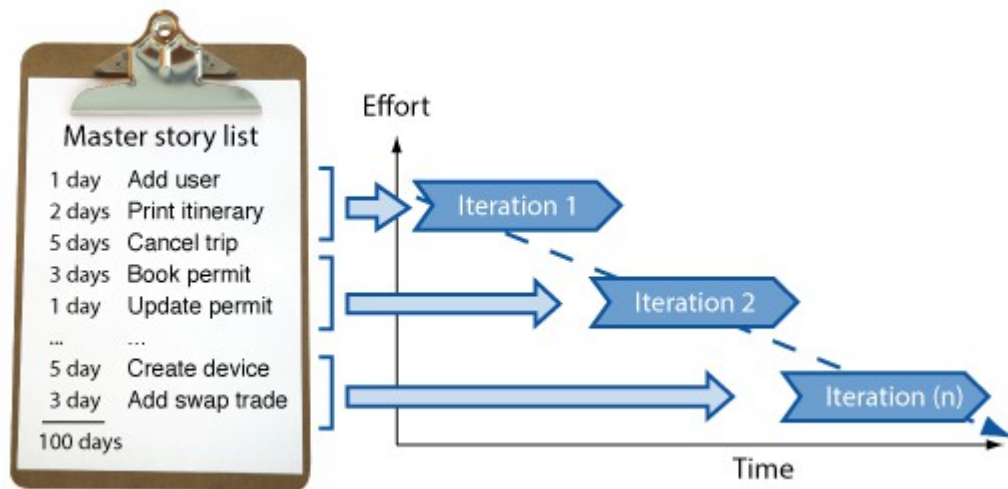 Master story list
1 day Add user
2 days Print itinerary
5 days Cancel trip
3 days Book permit
1 day Update permit
... ...
5 day Create device
3 day Add swap trade
100 days
Effort
Iteration 1
Iteration 2
Iteration (n)
Time